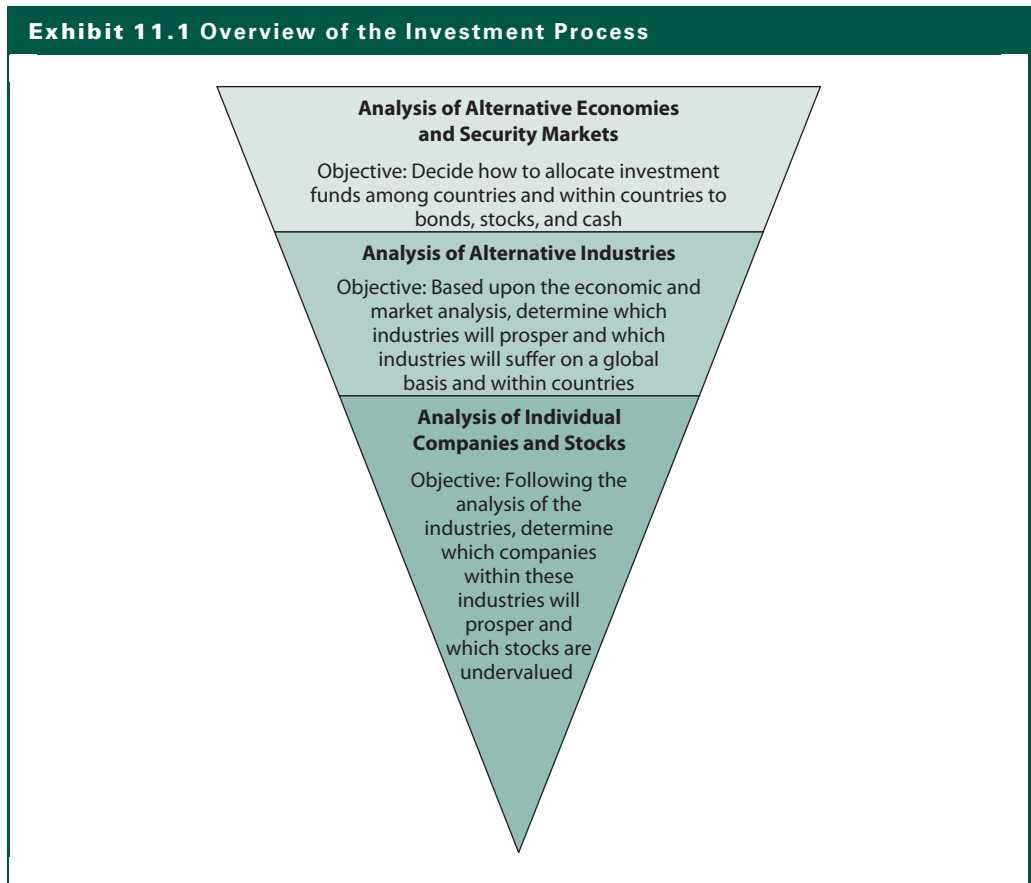 Exhibit 11.1 Overview of the Investment Process
Analysis of Alternative Economies
and Security Markets
Objective: Decide how to allocate investment
funds among countries and within countries to
bonds, stocks, and cash
Analysis of Alternative Industries
Objective: Based upon the economic and
market analysis, determine which
industries will prosper and which
industries will suffer on a global
basis and within countries
Analysis of Individual
Companies and Stocks
Objective: Following the
analysis of the
industries, determine
which companies
within these
industries will
prosper and
which stocks are
undervalued